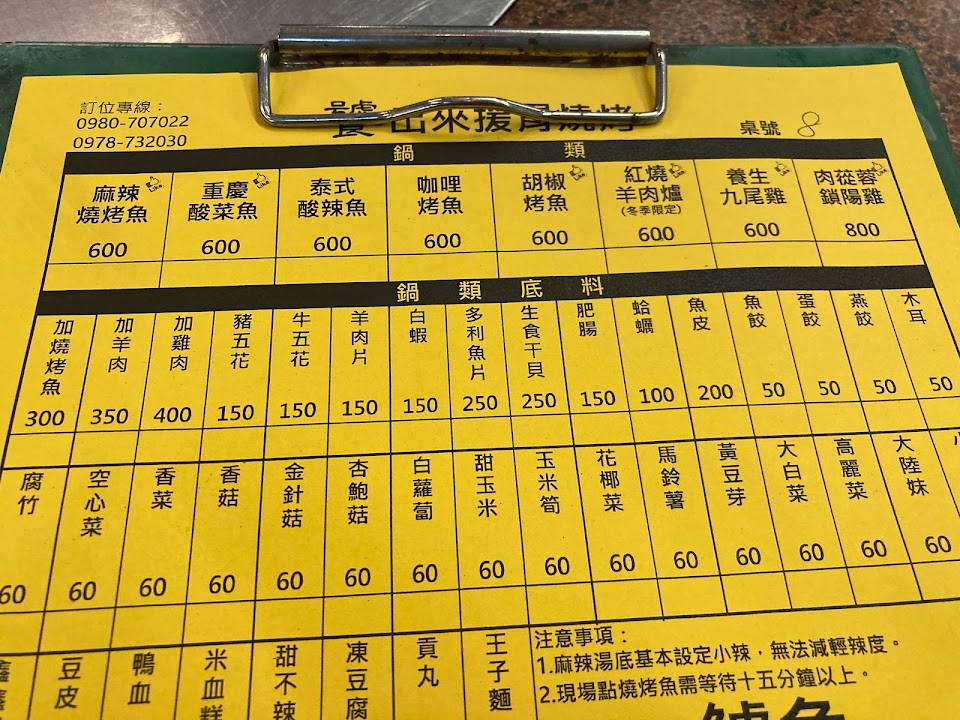 訂位專線：
0980-707022
0978-732030
饕出來援骨燒烤
桌號 8
鍋 類
麻辣燒烤魚 600
重慶酸菜魚 600
泰式酸辣魚 600
咖哩烤魚 600
胡椒烤魚 600
紅燒羊肉爐 (冬季限定) 600
養生九尾雞 600
肉蓯蓉鎖陽雞 800
鍋類底料
加燒烤魚 300
加羊肉 350
加雞肉 400
豬五花 150
牛五花 150
羊肉片 150
白蝦 150
多利魚片 250
生食干貝 250
肥腸 150
蛤蠣 100
魚皮 200
魚餃 50
蛋餃 50
燕餃 50
木耳 50
腐竹 60
空心菜 60
香菜 60
香菇 60
金針菇 60
杏鮑菇 60
白蘿蔔 60
甜玉米 60
玉米筍 60
花椰菜 60
馬鈴薯 60
黃豆芽 60
大白菜 60
高麗菜 60
大陸妹 60
豆皮
鴨血
米血糕
甜不辣
凍豆腐
貢丸
王子麵
注意事項：
1.麻辣湯底基本設定小辣，無法減輕辣度。
2.現場點燒烤魚需等待十五分鐘以上。